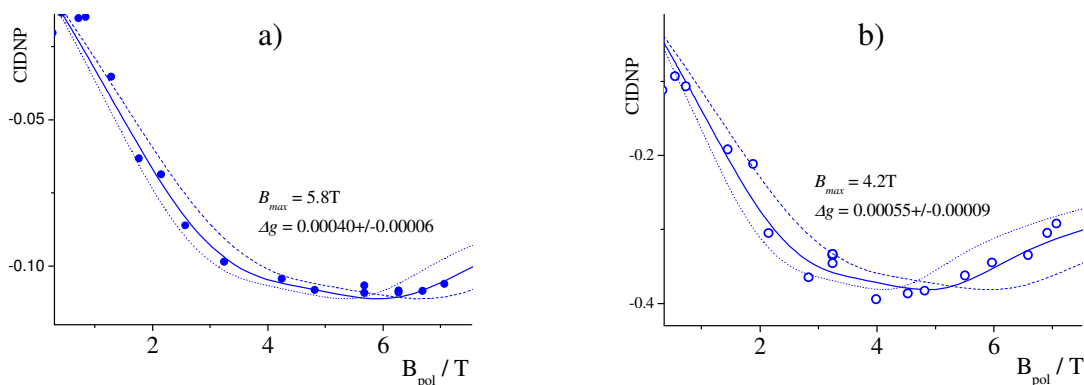 a)
CIDNP
-0.05
-0.10
B_max = 5.8T
Δg = 0.00040+/-0.00006
2 4 6
B_pol / T
b)
CIDNP
-0.2
-0.4
B_max = 4.2T
Δg = 0.00055+/-0.00009
2 4 6
B_pol / T